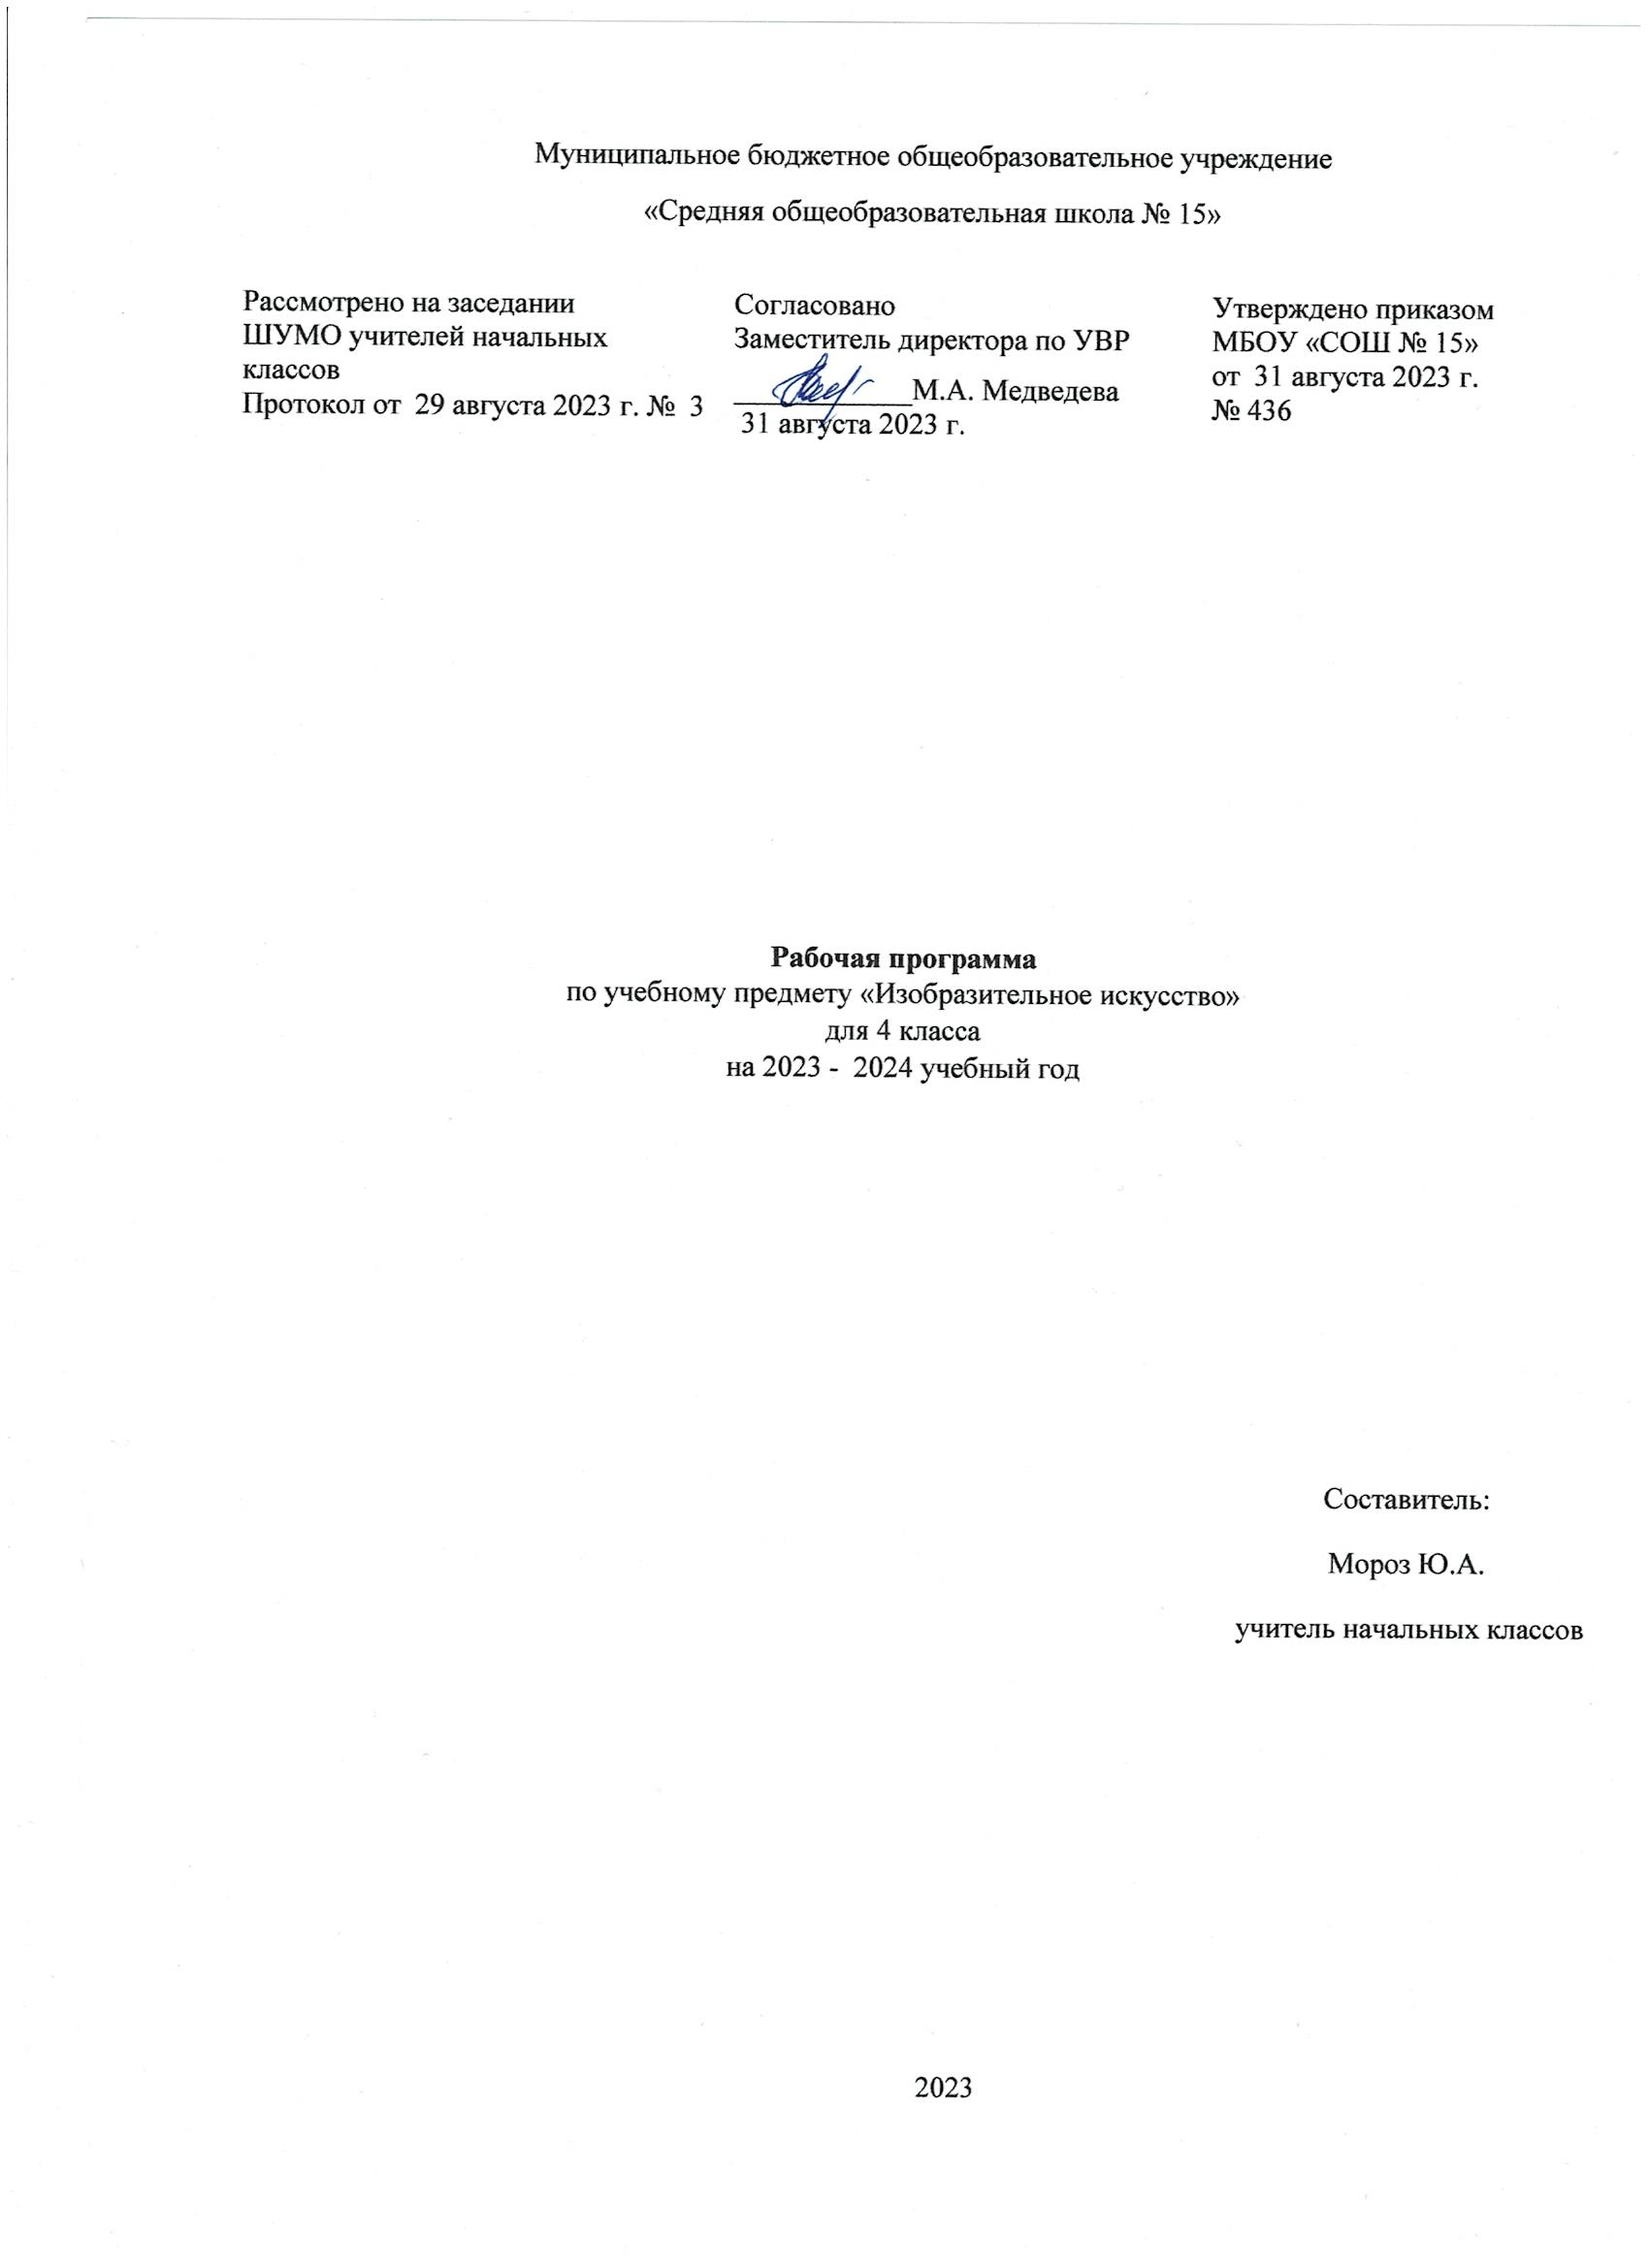 Муниципальное бюджетное общеобразовательное учреждение
«Средняя общеобразовательная школа № 15»
Рассмотрено на заседании
ШУМО учителей начальных
классов
Протокол от 29 августа 2023 г. № 3
Согласовано
Заместитель директора по УВР
____________М.А. Медведева
31 августа 2023 г.
Утверждено приказом
МБОУ «СОШ № 15»
от 31 августа 2023 г.
№ 436
Рабочая программа
по учебному предмету «Изобразительное искусство»
для 4 класса
на 2023 - 2024 учебный год
Составитель:
Мороз Ю.А.
учитель начальных классов
2023